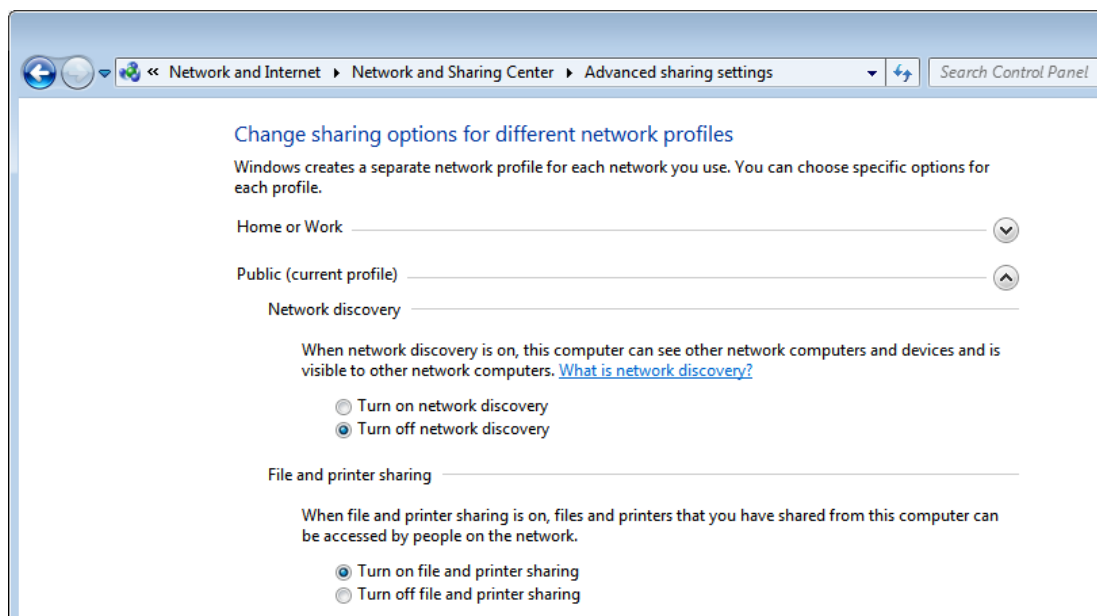 « Network and Internet ▸ Network and Sharing Center ▸ Advanced sharing settings
Search Control Panel
Change sharing options for different network profiles
Windows creates a separate network profile for each network you use. You can choose specific options for
each profile.
Home or Work
Public (current profile)
Network discovery
When network discovery is on, this computer can see other network computers and devices and is
visible to other network computers. What is network discovery?
Turn on network discovery
Turn off network discovery
File and printer sharing
When file and printer sharing is on, files and printers that you have shared from this computer can
be accessed by people on the network.
Turn on file and printer sharing
Turn off file and printer sharing